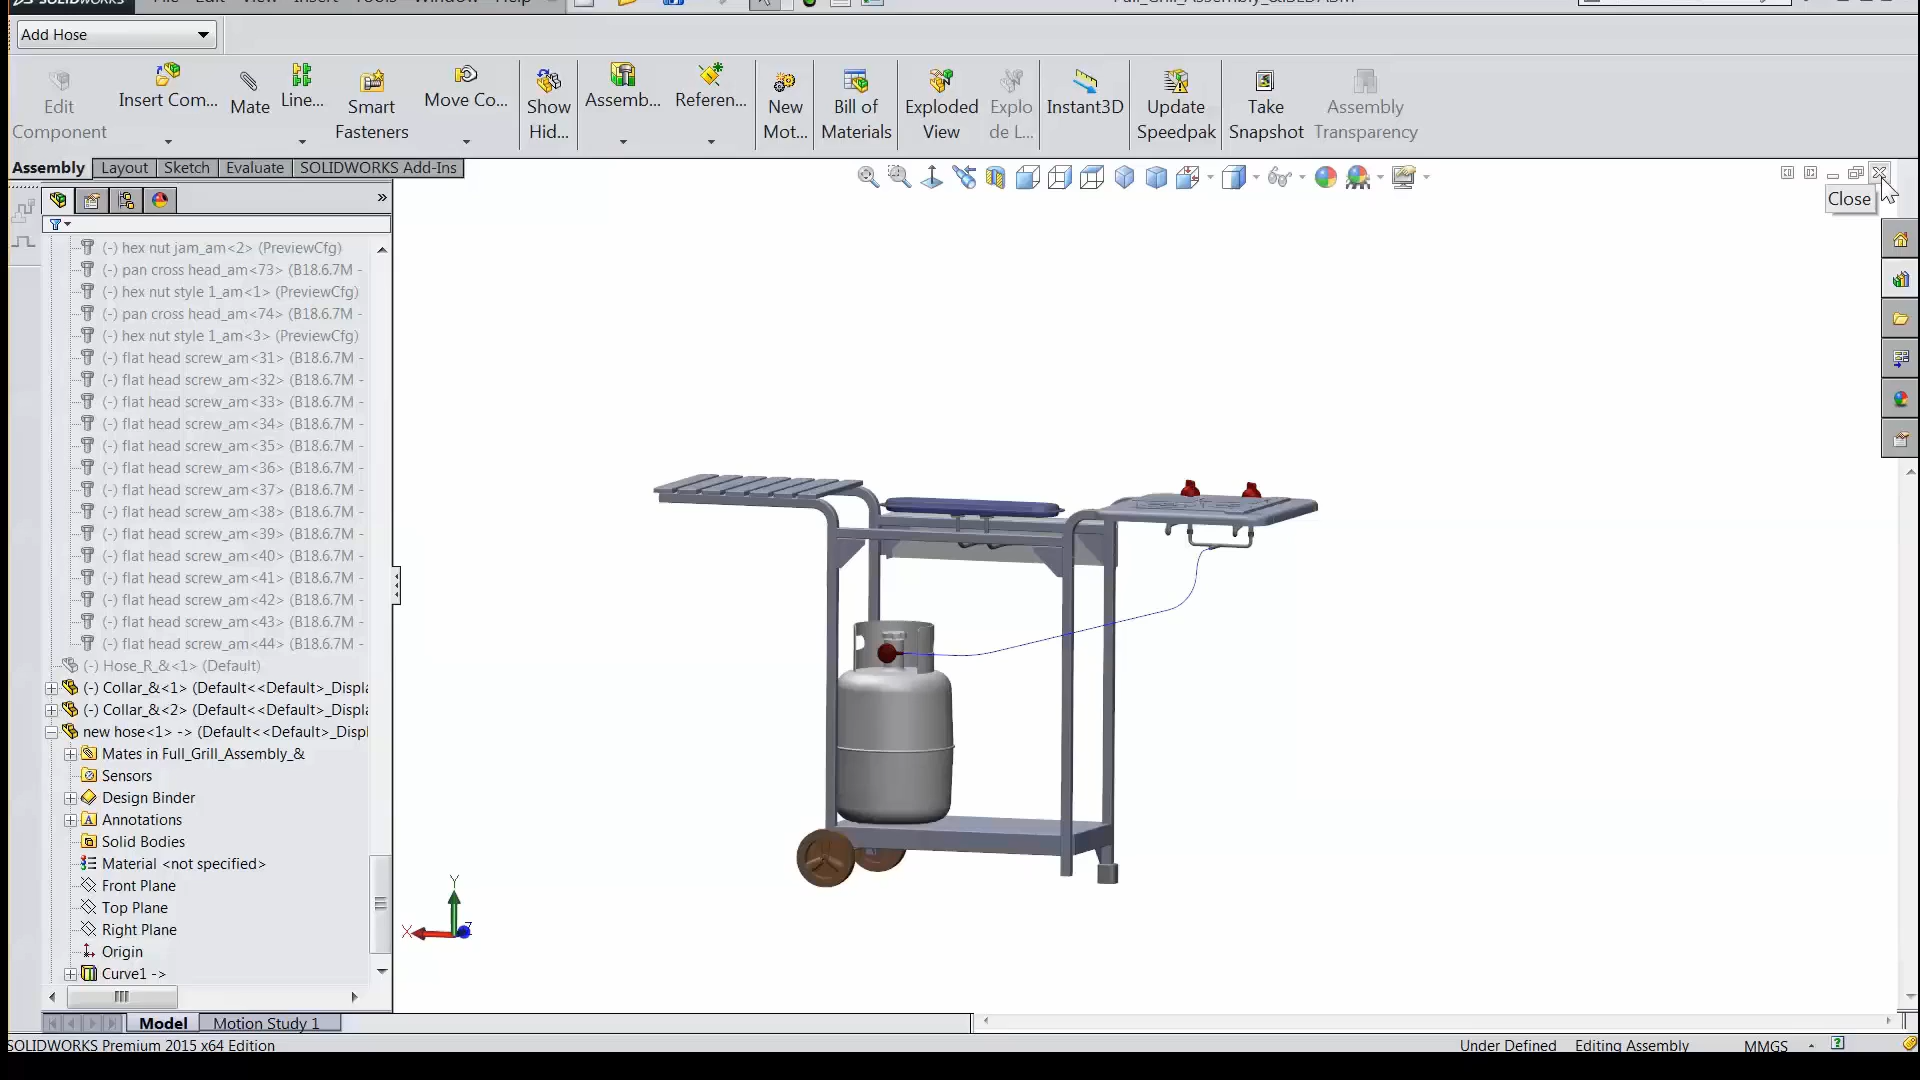 Add Hose
Edit Component
Insert Com...
Mate
Line...
Smart Fasteners
Move Co...
Show Hid...
Assemb...
Referen...
New Mot...
Bill of Materials
Exploded View
Explo de L...
Instant3D
Update Speedpak
Take Snapshot
Assembly Transparency
Assembly
Layout
Sketch
Evaluate
SOLIDWORKS Add-Ins
Close
(-) hex nut jam_am<2> (PreviewCfg)
(-) pan cross head_am<73> (B18.6.7M -
(-) hex nut style 1_am<1> (PreviewCfg)
(-) pan cross head_am<74> (B18.6.7M -
(-) hex nut style 1_am<3> (PreviewCfg)
(-) flat head screw_am<31> (B18.6.7M -
(-) flat head screw_am<32> (B18.6.7M -
(-) flat head screw_am<33> (B18.6.7M -
(-) flat head screw_am<34> (B18.6.7M -
(-) flat head screw_am<35> (B18.6.7M -
(-) flat head screw_am<36> (B18.6.7M -
(-) flat head screw_am<37> (B18.6.7M -
(-) flat head screw_am<38> (B18.6.7M -
(-) flat head screw_am<39> (B18.6.7M -
(-) flat head screw_am<40> (B18.6.7M -
(-) flat head screw_am<41> (B18.6.7M -
(-) flat head screw_am<42> (B18.6.7M -
(-) flat head screw_am<43> (B18.6.7M -
(-) flat head screw_am<44> (B18.6.7M -
(-) Hose_R_&<1> (Default)
(-) Collar_&<1> (Default<<Default>_Displa
(-) Collar_&<2> (Default<<Default>_Displa
new hose<1> -> (Default<<Default>_Displ
Mates in Full_Grill_Assembly_&
Sensors
Design Binder
Annotations
Solid Bodies
Material <not specified>
Front Plane
Top Plane
Right Plane
Origin
Curve1 ->
Y
X
Z
Model
Motion Study 1
SOLIDWORKS Premium 2015 x64 Edition
Under Defined
Editing Assembly
MMGS